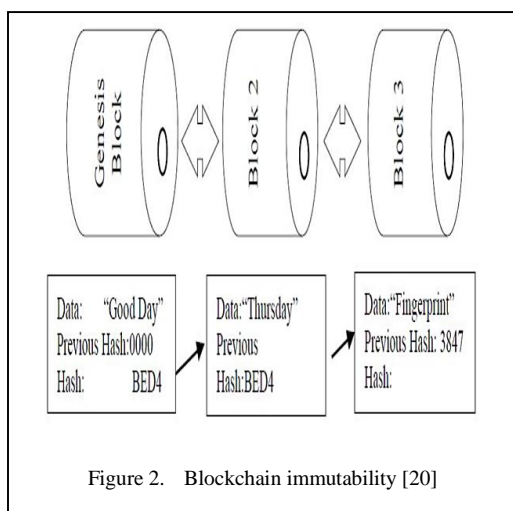 Genesis
Block
Block 2
Block 3
Data: "Good Day"
Previous Hash:0000
Hash: BED4
Data:"Thursday"
Previous
Hash:BED4
Data:"Fingerprint"
Previous Hash: 3847
Hash:
Figure 2. Blockchain immutability [20]